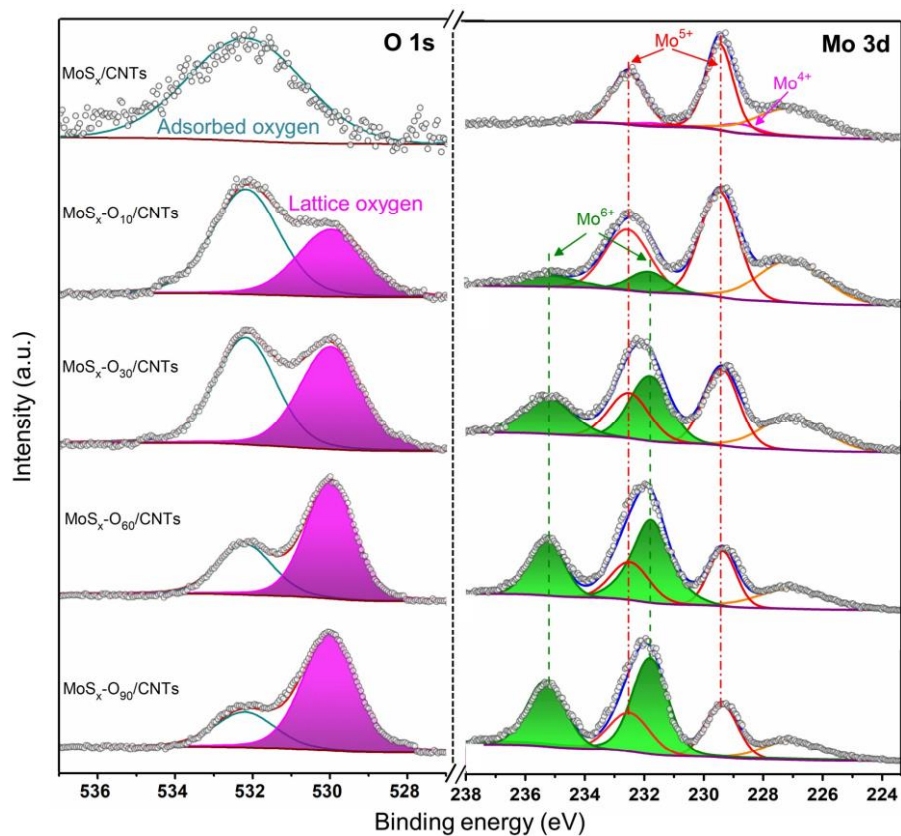 O 1s
Mo 3d
MoSₓ/CNTs
Adsorbed oxygen
Mo⁵⁺
Mo⁴⁺
MoSₓ-O₁₀/CNTs
Lattice oxygen
Mo⁶⁺
MoSₓ-O₃₀/CNTs
MoSₓ-O₆₀/CNTs
MoSₓ-O₉₀/CNTs
Intensity (a.u.)
536 534 532 530 528 238 236 234 232 230 228 226 224
Binding energy (eV)